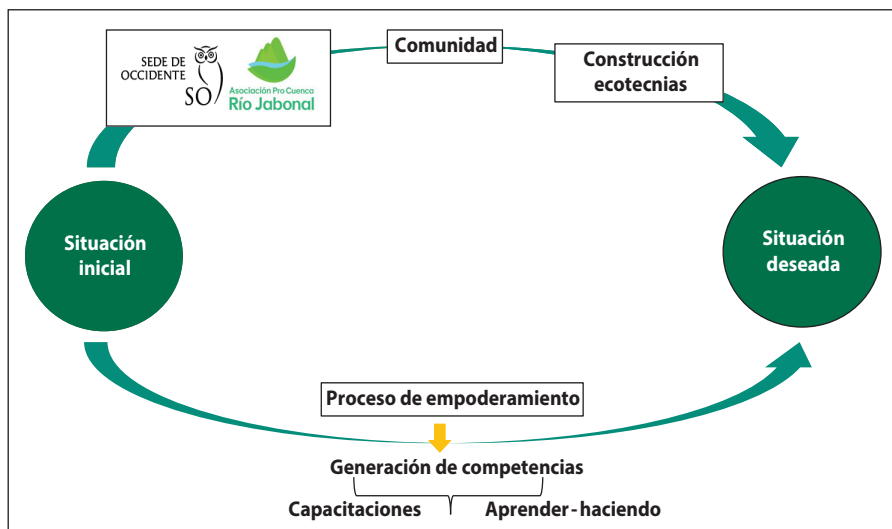 SEDE DE
OCCIDENTE
SO
Asociación Pro Cuenca
Río Jabonal
Comunidad
Construcción
ecotecnias
Situación
inicial
Situación
deseada
Proceso de empoderamiento
Generación de competencias
Capacitaciones
Aprender - haciendo